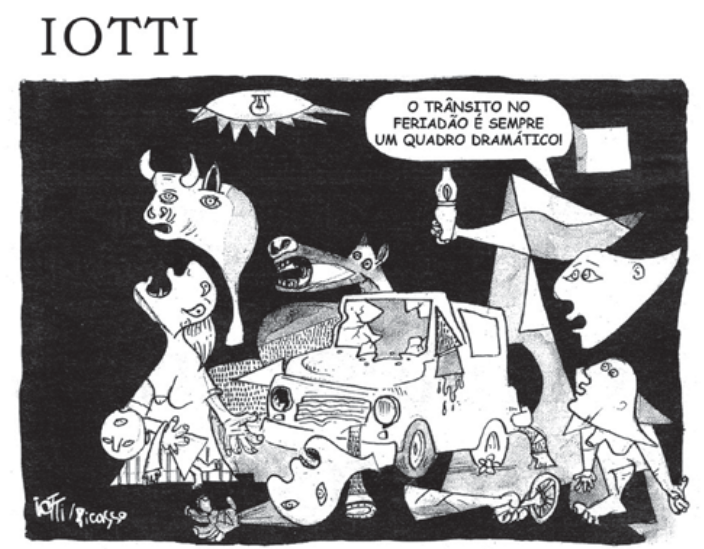 IOTTI
O TRÂNSITO NO
FERIADÃO É SEMPRE
UM QUADRO DRAMÁTICO!
iOTTi/Picasso